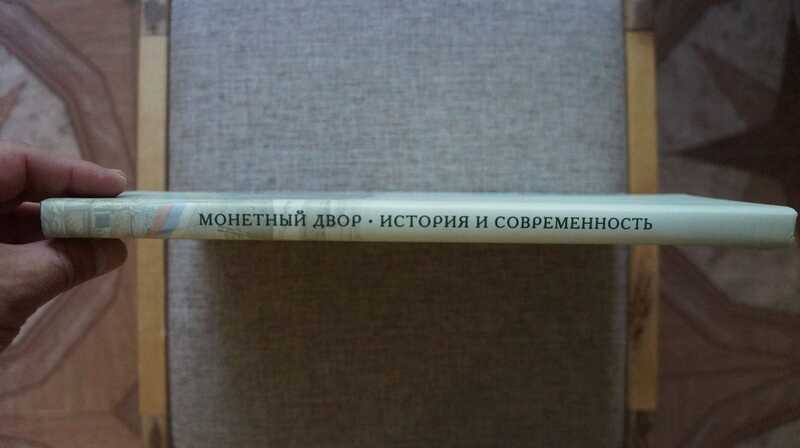 МОНЕТНЫЙ ДВОР · ИСТОРИЯ И СОВРЕМЕННОСТЬ